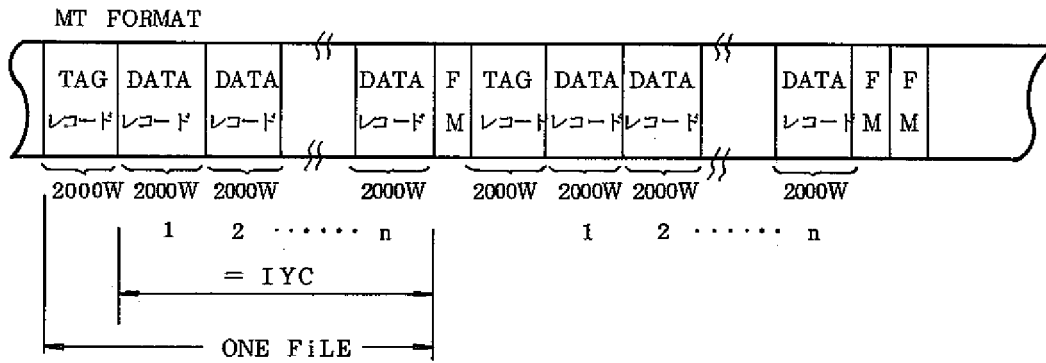 MT FORMAT
TAG DATA DATA DATA F TAG DATA DATA DATA F F
レコード レコード レコード レコード M レコード レコード レコード レコード M M
2000W 2000W 2000W 2000W 2000W 2000W 2000W 2000W
1 2 ······ n 1 2 ······ n
= IYC
ONE FiLE